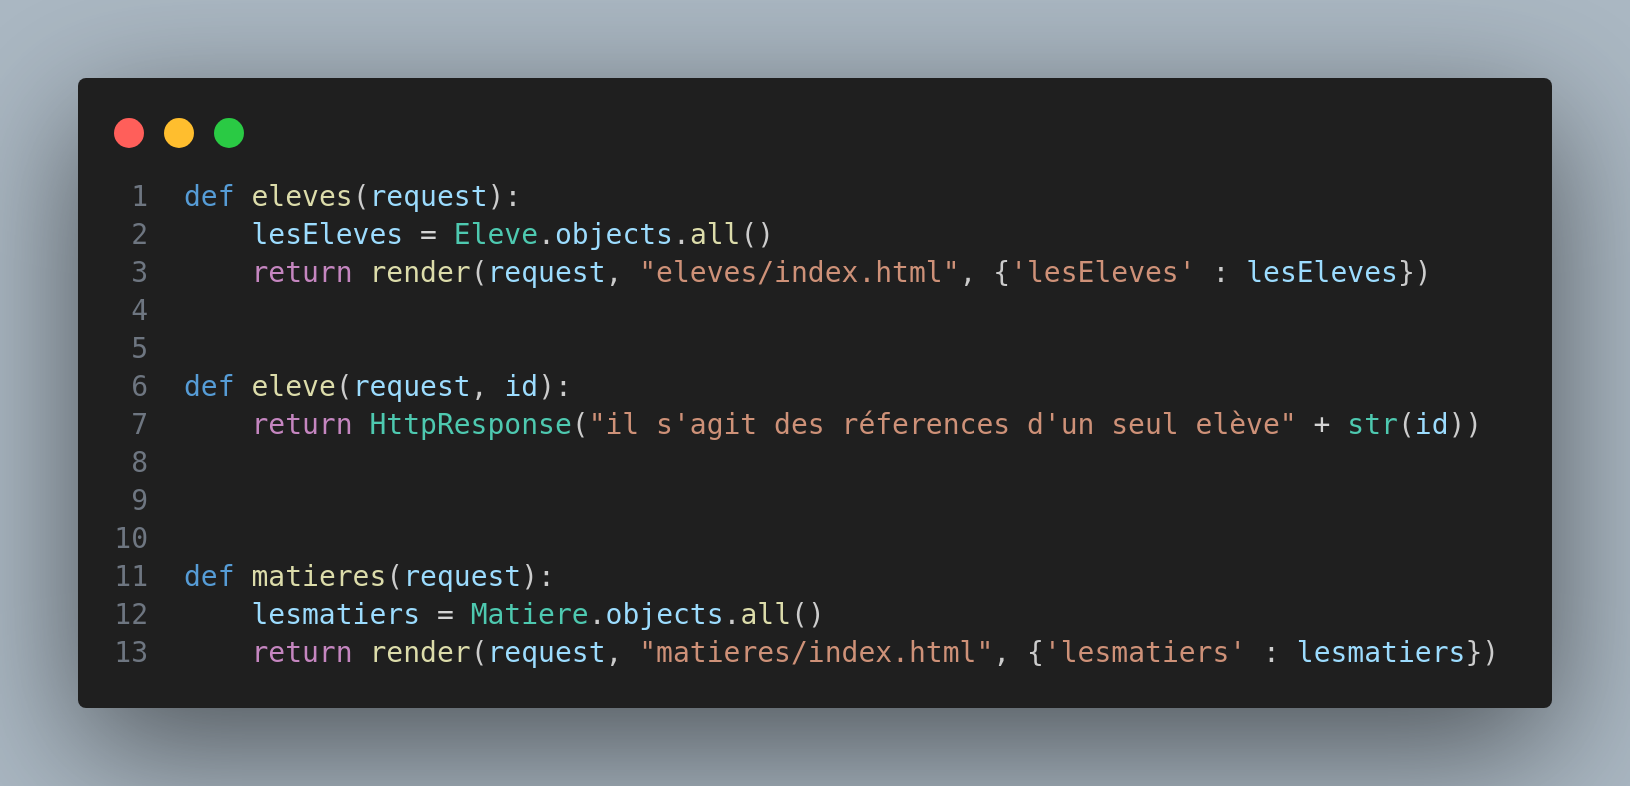 1 def eleves(request):
2     lesEleves = Eleve.objects.all()
3     return render(request, "eleves/index.html", {'lesEleves' : lesEleves})
4
5
6 def eleve(request, id):
7     return HttpResponse("il s'agit des réferences d'un seul elève" + str(id))
8
9
10
11 def matieres(request):
12     lesmatiers = Matiere.objects.all()
13     return render(request, "matieres/index.html", {'lesmatiers' : lesmatiers})